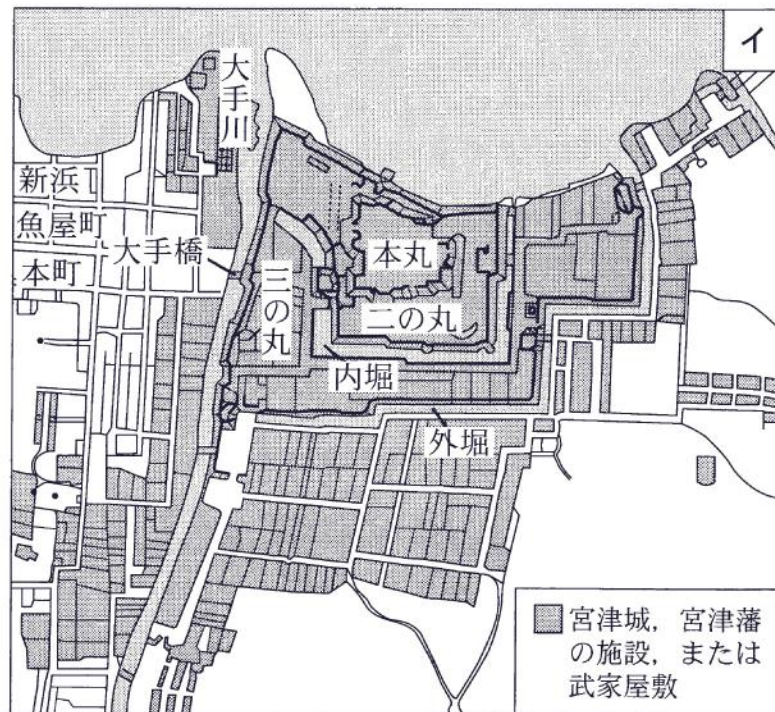 イ
大手川
新浜
魚屋町
大手橋
本町
本丸
三の丸
二の丸
内堀
外堀
宮津城，宮津藩
の施設，または
武家屋敷